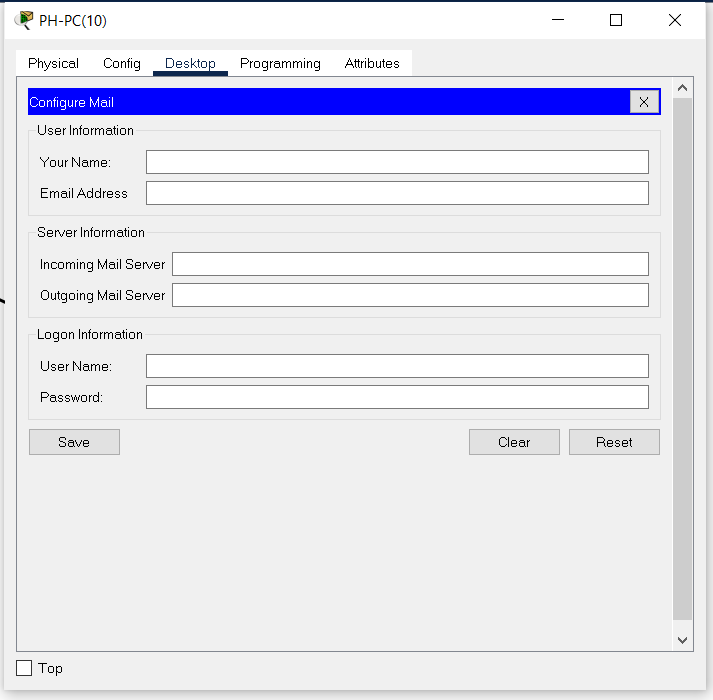 PH-PC(10)
Physical Config Desktop Programming Attributes
Configure Mail X
User Information
Your Name:
Email Address
Server Information
Incoming Mail Server
Outgoing Mail Server
Logon Information
User Name:
Password:
Save Clear Reset
Top